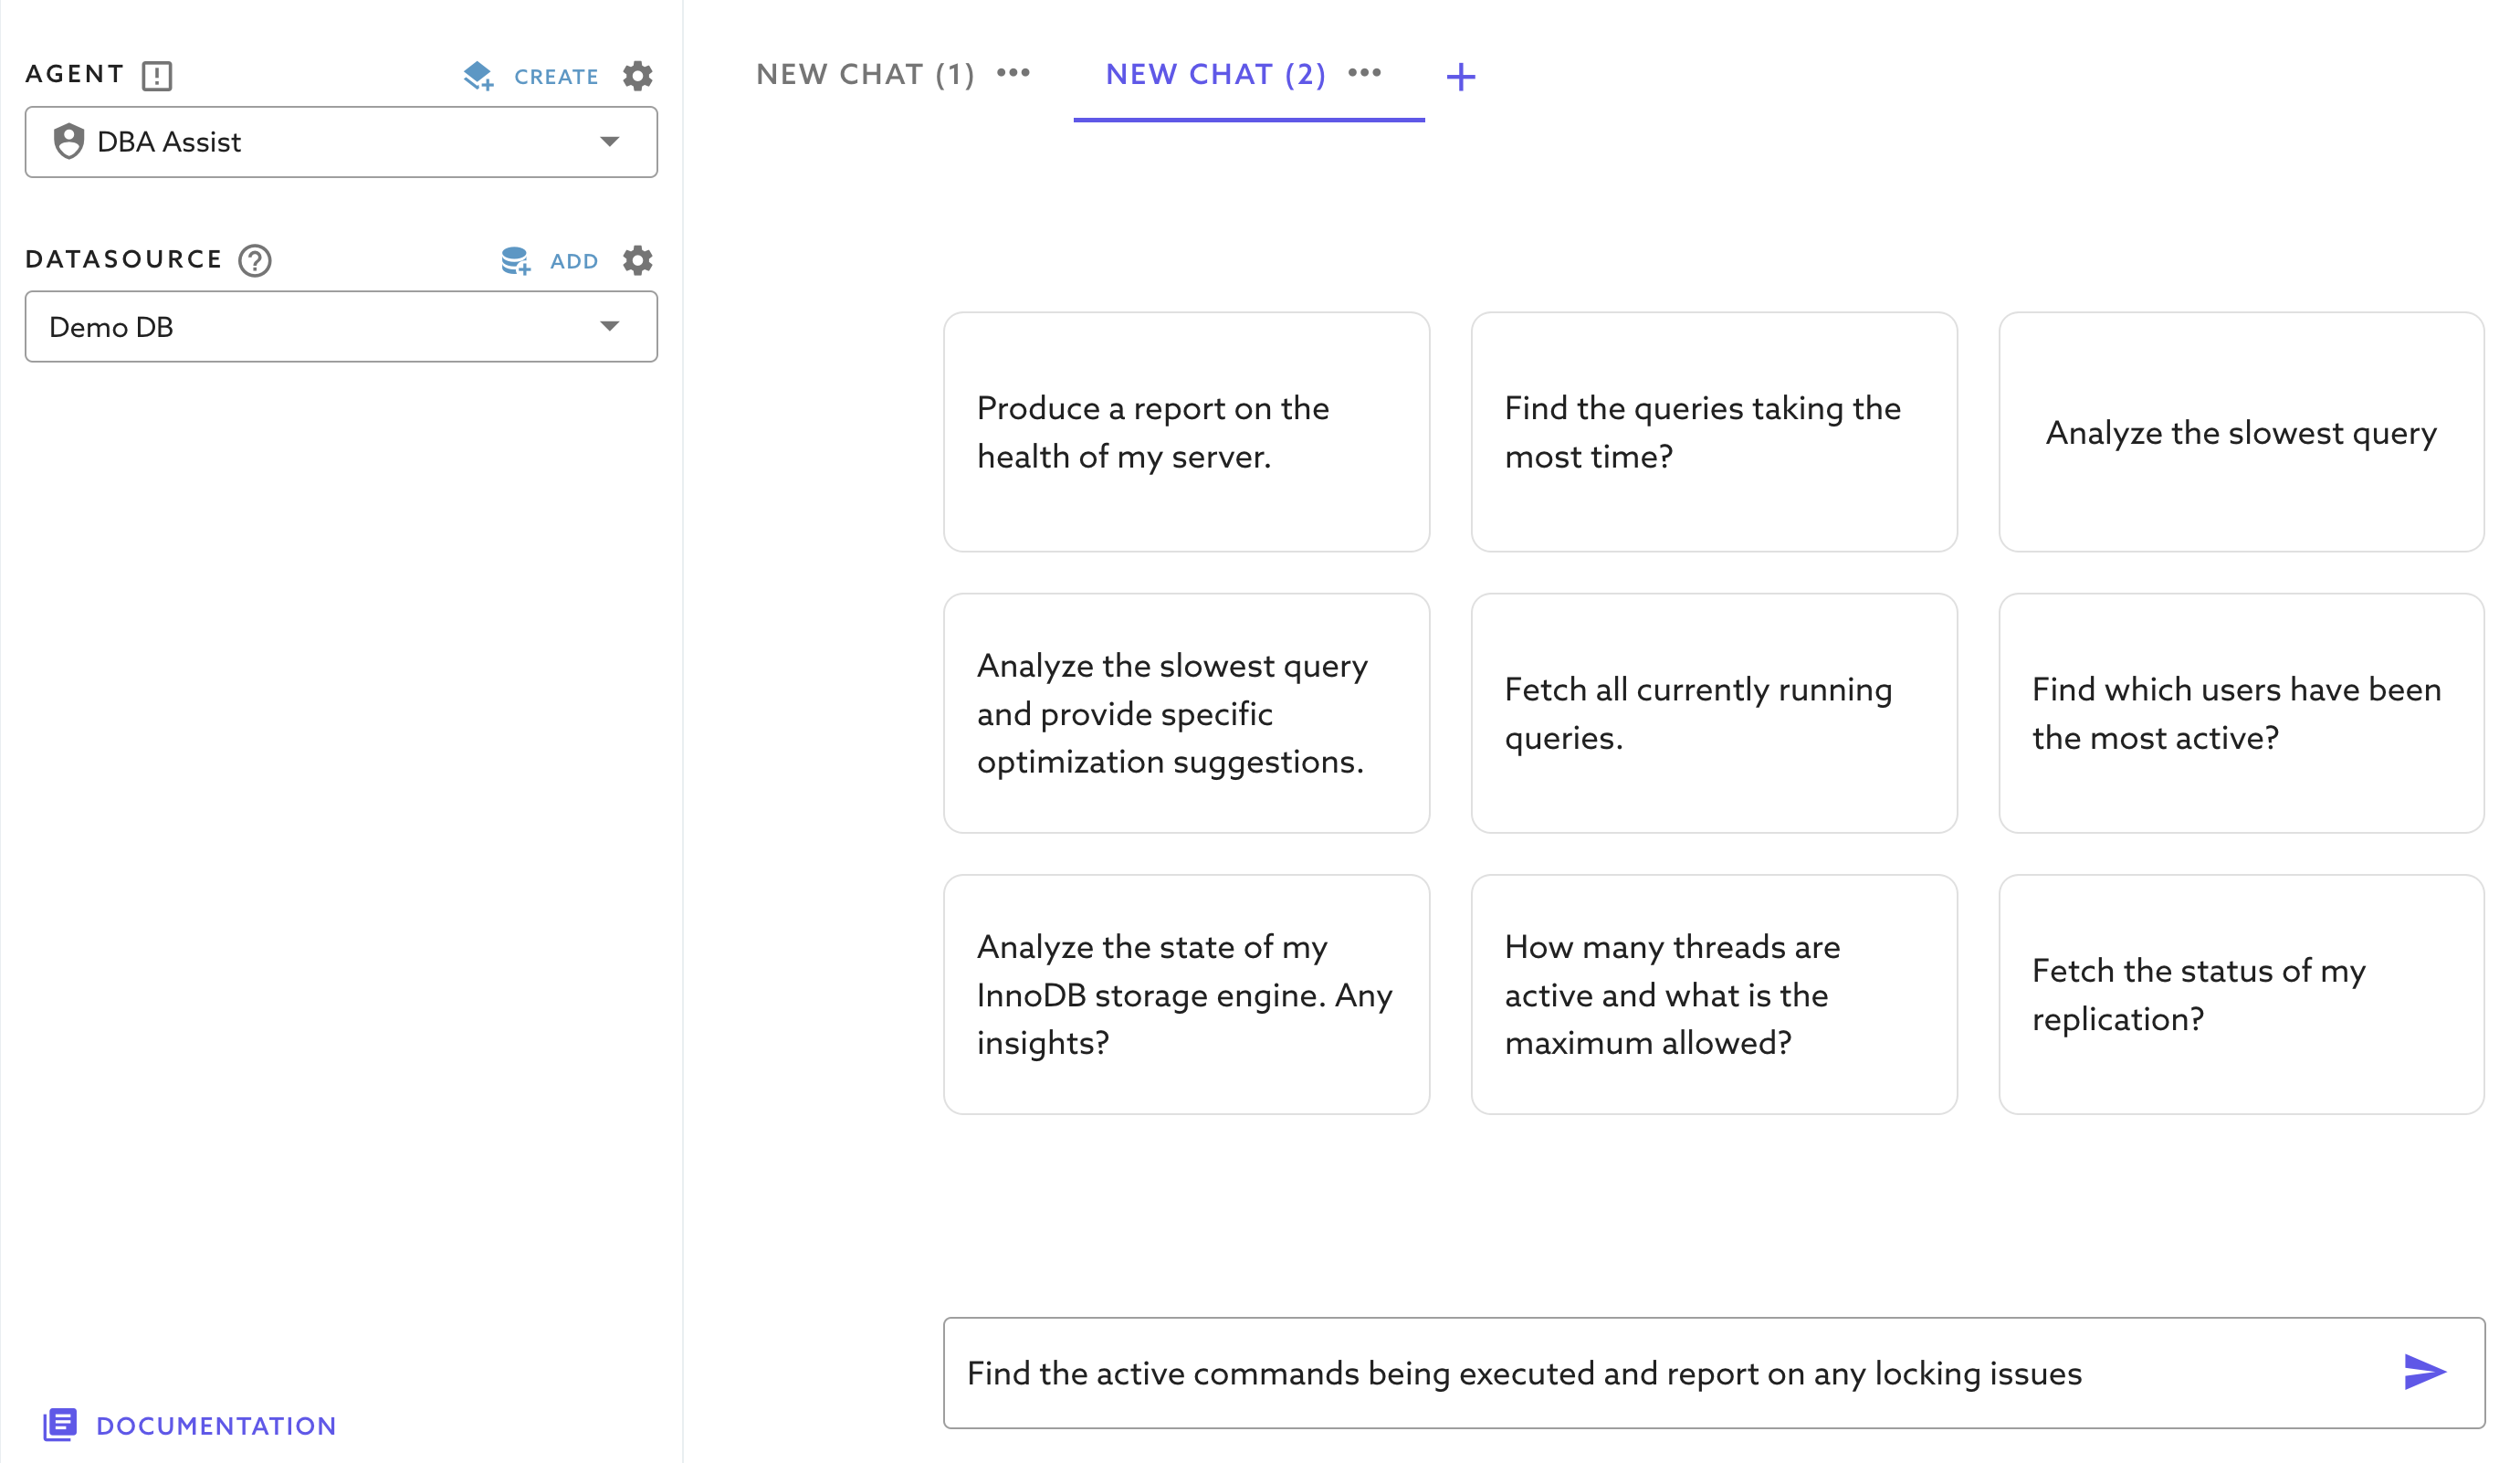 AGENT
CREATE
DBA Assist
DATASOURCE
ADD
Demo DB
DOCUMENTATION
NEW CHAT (1)
NEW CHAT (2)
Produce a report on the
health of my server.
Find the queries taking the
most time?
Analyze the slowest query
Analyze the slowest query
and provide specific
optimization suggestions.
Fetch all currently running
queries.
Find which users have been
the most active?
Analyze the state of my
InnoDB storage engine. Any
insights?
How many threads are
active and what is the
maximum allowed?
Fetch the status of my
replication?
Find the active commands being executed and report on any locking issues